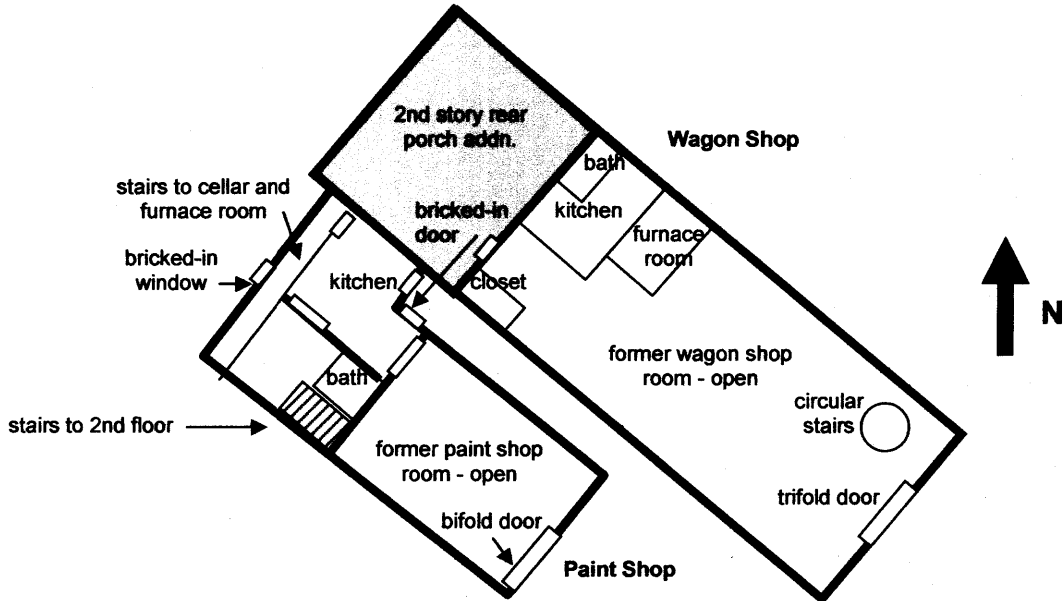 2nd story rear
porch addn.
Wagon Shop
bath
stairs to cellar and
furnace room
bricked-in
door
kitchen
furnace
room
bricked-in
window
kitchen
closet
former wagon shop
room - open
N
bath
circular
stairs
stairs to 2nd floor
former paint shop
room - open
trifold door
bifold door
Paint Shop